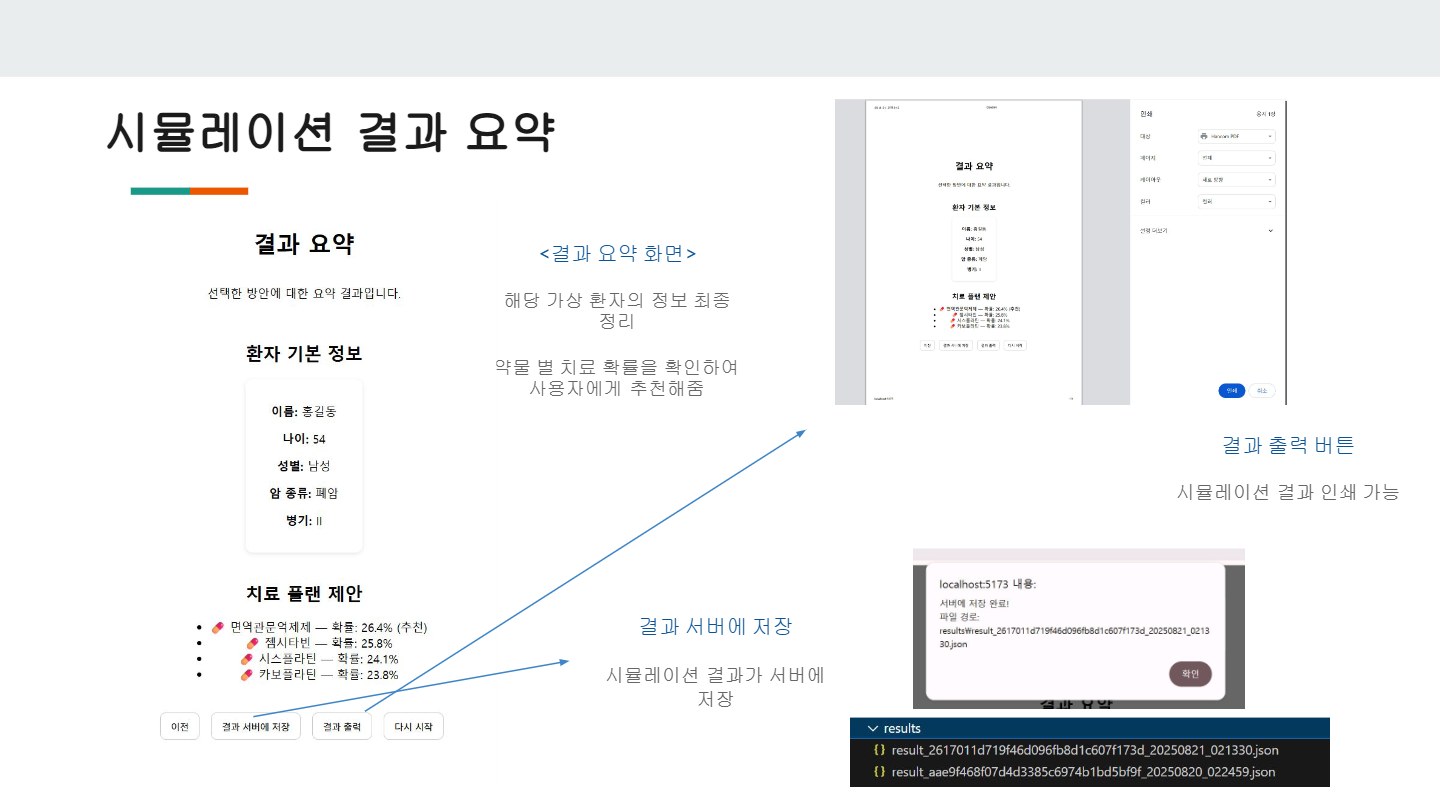 시뮬레이션 결과 요약
결과 요약
선택한 방안에 대한 요약 결과입니다.
환자 기본 정보
이름: 홍길동
나이: 54
성별: 남성
암 종류: 폐암
병기: II
치료 플랜 제안
• 💊 면역관문억제제 — 확률: 26.4% (추천)
• 💊 젬시타빈 — 확률: 25.8%
• 💊 시스플라틴 — 확률: 24.1%
• 💊 카보플라틴 — 확률: 23.8%
이전 결과 서버에 저장 결과 출력 다시 시작
<결과 요약 화면>
해당 가상 환자의 정보 최종
정리
약물 별 치료 확률을 확인하여
사용자에게 추천해줌
결과 요약
선택한 방안에 대한 요약 결과입니다.
환자 기본 정보
이름: 홍길동
나이: 54
성별: 남성
암 종류: 폐암
병기: II
치료 플랜 제안
• 💊 면역관문억제제 — 확률: 26.4% (추천)
• 💊 젬시타빈 — 확률: 25.8%
• 💊 시스플라틴 — 확률: 24.1%
• 💊 카보플라틴 — 확률: 23.8%
이전 결과 서버에 저장 결과 출력 다시 시작
인쇄 용지 1장
대상 Hancom PDF
페이지 전체
레이아웃 세로 방향
컬러 컬러
설정 더보기
인쇄 취소
결과 출력 버튼
시뮬레이션 결과 인쇄 가능
결과 서버에 저장
시뮬레이션 결과가 서버에
저장
localhost:5173 내용:
서버에 저장 완료!
파일 경로:
results₩result_2617011d719f46d096fb8d1c607f173d_20250821_0213
30.json
확인
결과 요약
results
{} result_2617011d719f46d096fb8d1c607f173d_20250821_021330.json
{} result_aae9f468f07d4d3385c6974b1bd5bf9f_20250820_022459.json